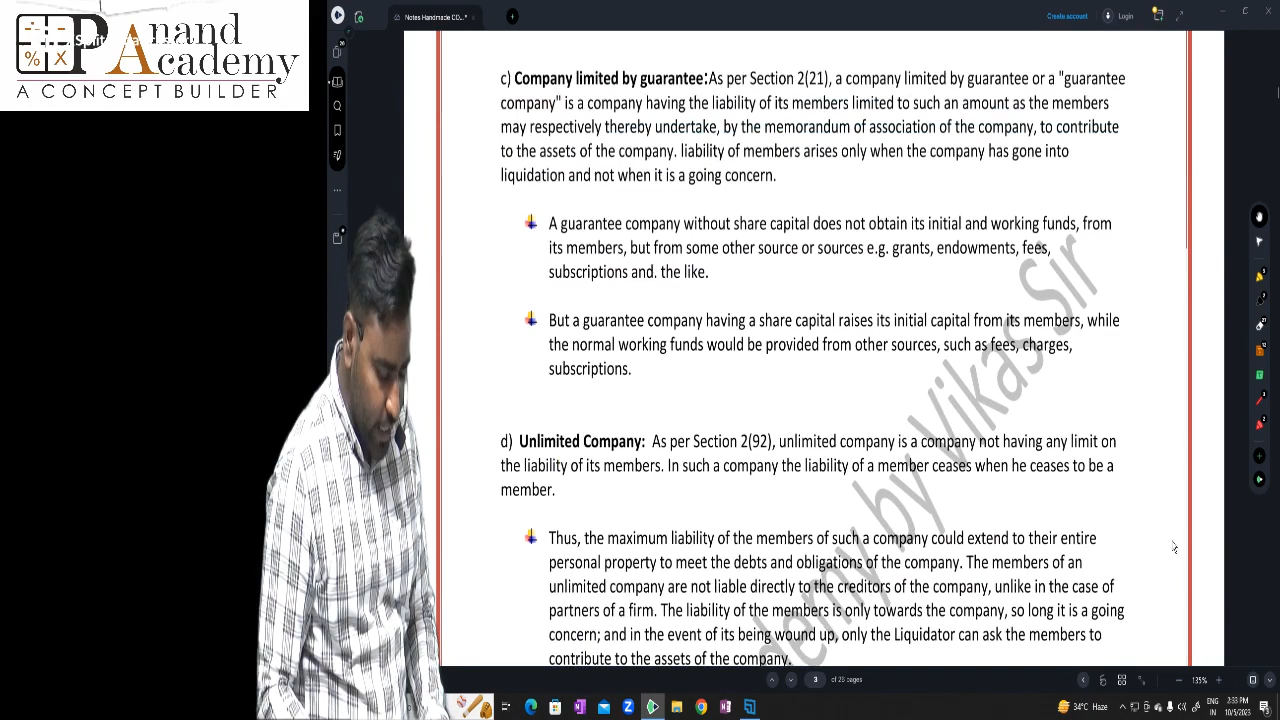 Anand
Academy
A CONCEPT BUILDER
% X
Notes Handmade CO...*
Create account
Login
c) Company limited by guarantee: As per Section 2(21), a company limited by guarantee or a "guarantee
company" is a company having the liability of its members limited to such an amount as the members
may respectively thereby undertake, by the memorandum of association of the company, to contribute
to the assets of the company. liability of members arises only when the company has gone into
liquidation and not when it is a going concern.
A guarantee company without share capital does not obtain its initial and working funds, from
its members, but from some other source or sources e.g. grants, endowments, fees,
subscriptions and. the like.
But a guarantee company having a share capital raises its initial capital from its members, while
the normal working funds would be provided from other sources, such as fees, charges,
subscriptions.
d) Unlimited Company: As per Section 2(92), unlimited company is a company not having any limit on
the liability of its members. In such a company the liability of a member ceases when he ceases to be a
member.
Thus, the maximum liability of the members of such a company could extend to their entire
personal property to meet the debts and obligations of the company. The members of an
unlimited company are not liable directly to the creditors of the company, unlike in the case of
partners of a firm. The liability of the members is only towards the company, so long it is a going
concern; and in the event of its being wound up, only the Liquidator can ask the members to
contribute to the assets of the company.
demy by Vikas Sir
3 of 26 pages
135%
34°C Haze
ENG
IN
2:33 PM
10/5/2023